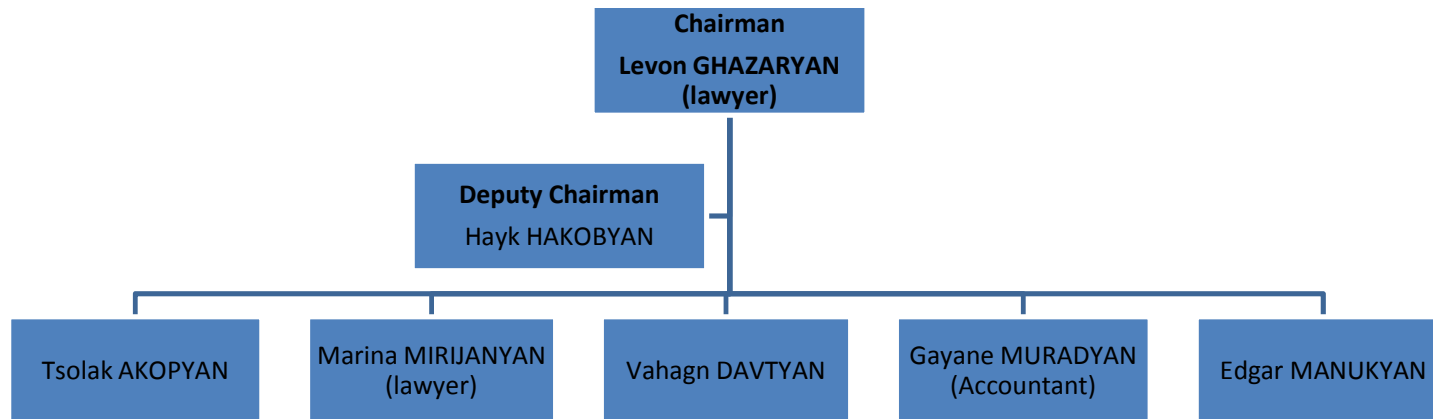 Chairman
Levon GHAZARYAN
(lawyer)
Deputy Chairman
Hayk HAKOBYAN
Tsolak AKOPYAN
Marina MIRIJANYAN
(lawyer)
Vahagn DAVTYAN
Gayane MURADYAN
(Accountant)
Edgar MANUKYAN